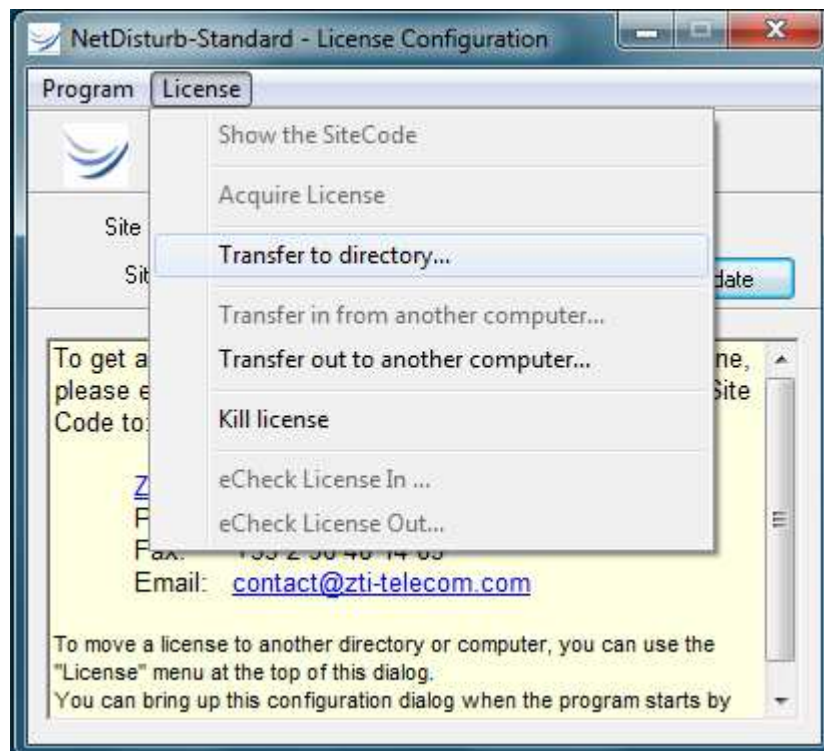 NetDisturb-Standard - License Configuration
Program License
Show the SiteCode
Acquire License
Site
Transfer to directory...
Sit date
Transfer in from another computer...
To get a ne,
Transfer out to another computer...
please e Site
Code to:
Kill license
eCheck License In ...
Z
eCheck License Out...
F
Fax:
Email: contact@zti-telecom.com
To move a license to another directory or computer, you can use the
"License" menu at the top of this dialog.
You can bring up this configuration dialog when the program starts by